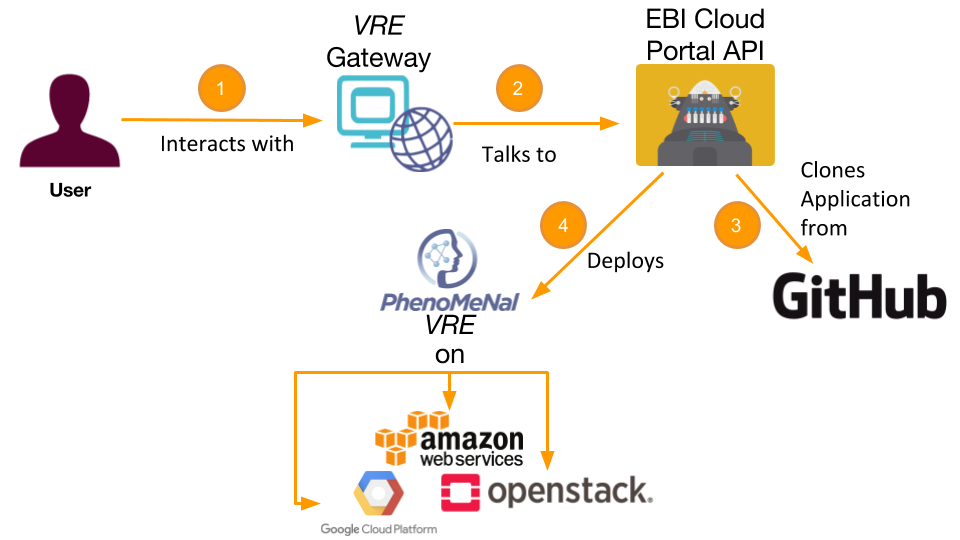 VRE
Gateway
EBI Cloud
Portal API
1
2
Interacts with
Talks to
User
Clones
Application
from
4
3
Deploys
PhenoMeNal
GitHub
VRE
on
amazon
web services
openstack.
Google Cloud Platform